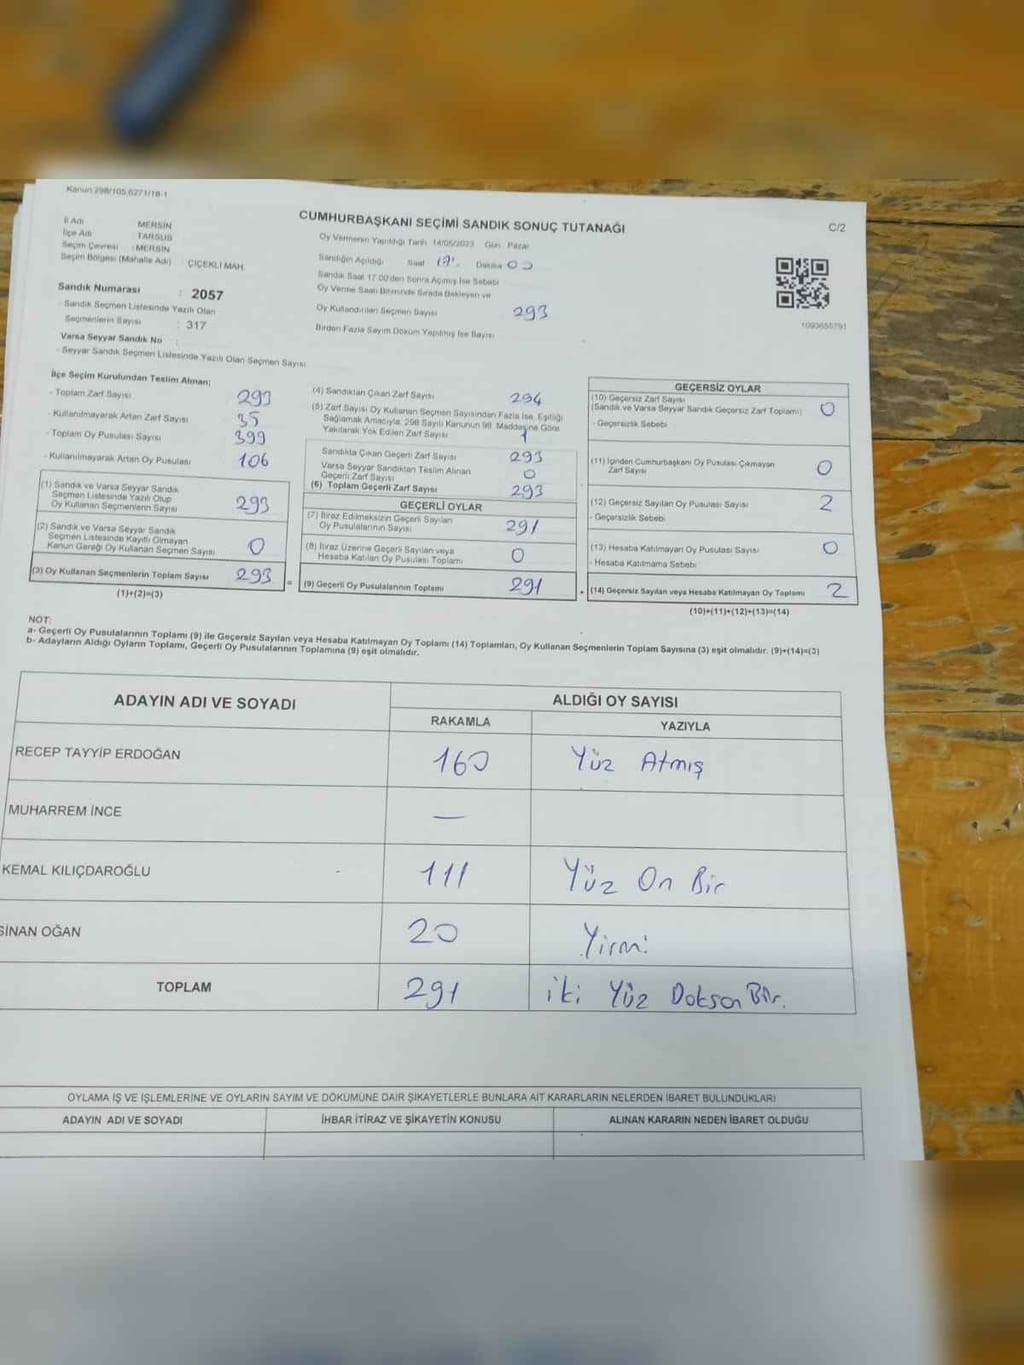 Kanun 298/105,6271/18-1
CUMHURBAŞKANI SEÇİMİ SANDIK SONUÇ TUTANAĞI
C/2
İl Adı MERSİN
İlçe Adı TARSUS
Seçim Çevresi : MERSİN
Seçim Bölgesi (Mahalle Adı) ÇİÇEKLİ MAH.
Sandık Numarası : 2057
- Sandık Seçmen Listesinde Yazılı Olan
Seçmenlerin Sayısı : 317
Varsa Seyyar Sandık No :
- Seyyar Sandık Seçmen Listesinde Yazılı Olan Seçmen Sayısı
Oy Vermenin Yapıldığı Tarih 14/05/2023 Gün Pazar
Sandığın Açıldığı Saat 17 Dakika 00
Sandık Saat 17.00'den Sonra Açılmış İse Sebebi
Oy Verme Saati Bitiminde Sırada Bekleyen ve
Oy Kullandırılan Seçmen Sayısı 293
Birden Fazla Sayım Döküm Yapılmış İse Sayısı
1093655791
İlçe Seçim Kurulundan Teslim Alınan;
- Toplam Zarf Sayısı 293
- Kullanılmayarak Artan Zarf Sayısı 35
- Toplam Oy Pusulası Sayısı 399
- Kullanılmayarak Artan Oy Pusulası 106
(1) Sandık ve Varsa Seyyar Sandık
Seçmen Listesinde Yazılı Olup
Oy Kullanan Seçmenlerin Sayısı 293
(2) Sandık ve Varsa Seyyar Sandık
Seçmen Listesinde Kayıtlı Olmayan
Kanun Gereği Oy Kullanan Seçmen Sayısı 0
(3) Oy Kullanan Seçmenlerin Toplam Sayısı 293 =
(1)+(2)=(3)
(4) Sandıktan Çıkan Zarf Sayısı 294
(5) Zarf Sayısı Oy Kullanan Seçmen Sayısından Fazla İse, Eşitliği
Sağlamak Amacıyla, 298 Sayılı Kanunun 98. Maddesine Göre
Yakılarak Yok Edilen Zarf Sayısı 1
Sandıkta Çıkan Geçerli Zarf Sayısı 293
Varsa Seyyar Sandıktan Teslim Alınan
Geçerli Zarf Sayısı 0
(6) Toplam Geçerli Zarf Sayısı 293
GEÇERLİ OYLAR
(7) İtiraz Edilmeksizin Geçerli Sayılan
Oy Pusulalarının Sayısı 291
(8) İtiraz Üzerine Geçerli Sayılan veya
Hesaba Katılan Oy Pusulası Toplamı 0
(9) Geçerli Oy Pusulalarının Toplamı 291 +
GEÇERSİZ OYLAR
(10) Geçersiz Zarf Sayısı
(Sandık ve Varsa Seyyar Sandık Geçersiz Zarf Toplamı) 0
- Geçersizlik Sebebi
(11) İçinden Cumhurbaşkanı Oy Pusulası Çıkmayan
Zarf Sayısı 0
(12) Geçersiz Sayılan Oy Pusulası Sayısı 2
- Geçersizlik Sebebi
(13) Hesaba Katılmayan Oy Pusulası Sayısı 0
- Hesaba Katılmama Sebebi
(14) Geçersiz Sayılan veya Hesaba Katılmayan Oy Toplamı 2
(10)+(11)+(12)+(13)=(14)
NOT:
a- Geçerli Oy Pusulalarının Toplamı (9) ile Geçersiz Sayılan veya Hesaba Katılmayan Oy Toplamı (14) Toplamları, Oy Kullanan Seçmenlerin Toplam Sayısına (3) eşit olmalıdır. (9)+(14)=(3)
b- Adayların Aldığı Oyların Toplamı, Geçerli Oy Pusulalarının Toplamına (9) eşit olmalıdır.
ADAYIN ADI VE SOYADI ALDIĞI OY SAYISI
RAKAMLA YAZIYLA
RECEP TAYYİP ERDOĞAN 160 Yüz Atmış
MUHARREM İNCE —
KEMAL KILIÇDAROĞLU 111 Yüz On Bir
SİNAN OĞAN 20 Yirmi
TOPLAM 291 iki Yüz Doksan Bir.
OYLAMA İŞ VE İŞLEMLERİNE VE OYLARIN SAYIM VE DÖKÜMÜNE DAİR ŞİKAYETLERLE BUNLARA AİT KARARLARIN NELERDEN İBARET BULUNDUKLARI
ADAYIN ADI VE SOYADI İHBAR İTİRAZ VE ŞİKAYETİN KONUSU ALINAN KARARIN NEDEN İBARET OLDUĞU